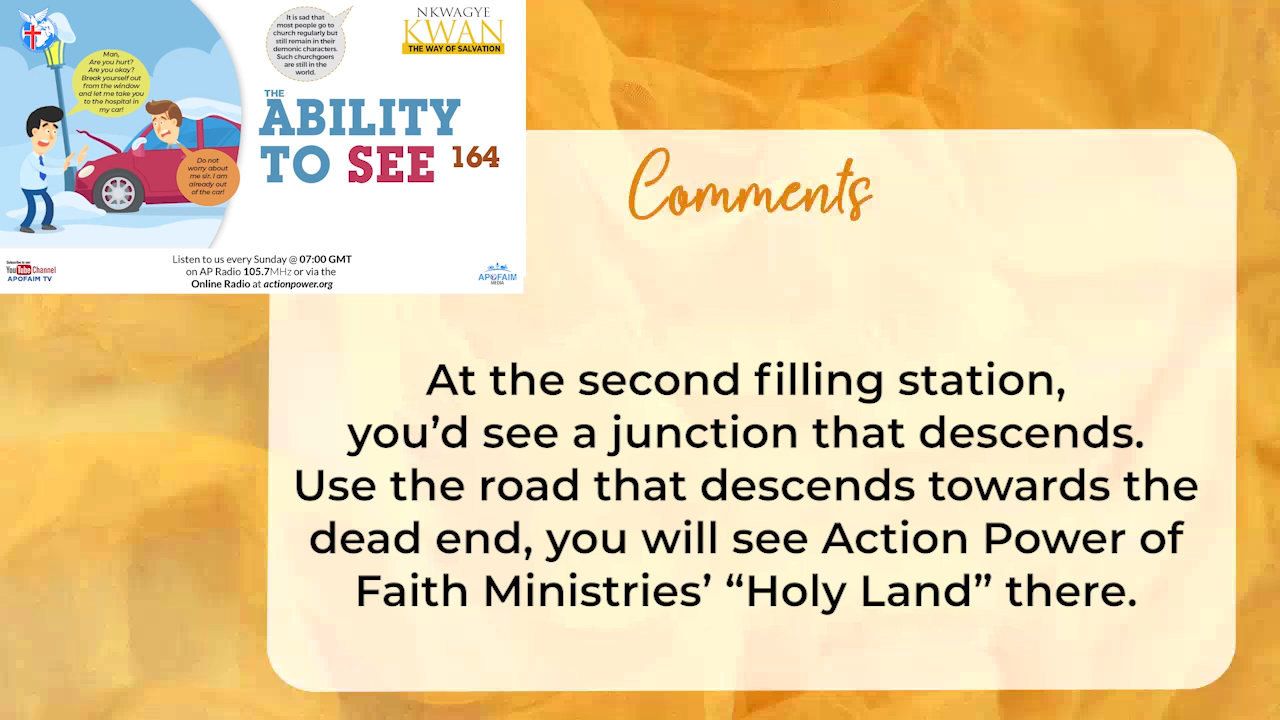 Man,
Are you hurt?
Are you okay?
Break yourself out
from the window
and let me take you
to the hospital in
my car!
Do not
worry about
me sir, I am
already out
of the car!
It is sad that
most people go to
church regularly but
still remain in their
demonic characters.
Such churchgoers
are still in the
world.
NKWAGYE
KWAN
THE WAY OF SALVATION
THE
ABILITY
TO SEE 164
Listen to us every Sunday @ 07:00 GMT
on AP Radio 105.7MHz or via the
Online Radio at actionpower.org
Subscribe to our
YouTube Channel
APOFAIM TV
APOFAIM
MEDIA
Comments
At the second filling station,
you’d see a junction that descends.
Use the road that descends towards the
dead end, you will see Action Power of
Faith Ministries’ “Holy Land” there.